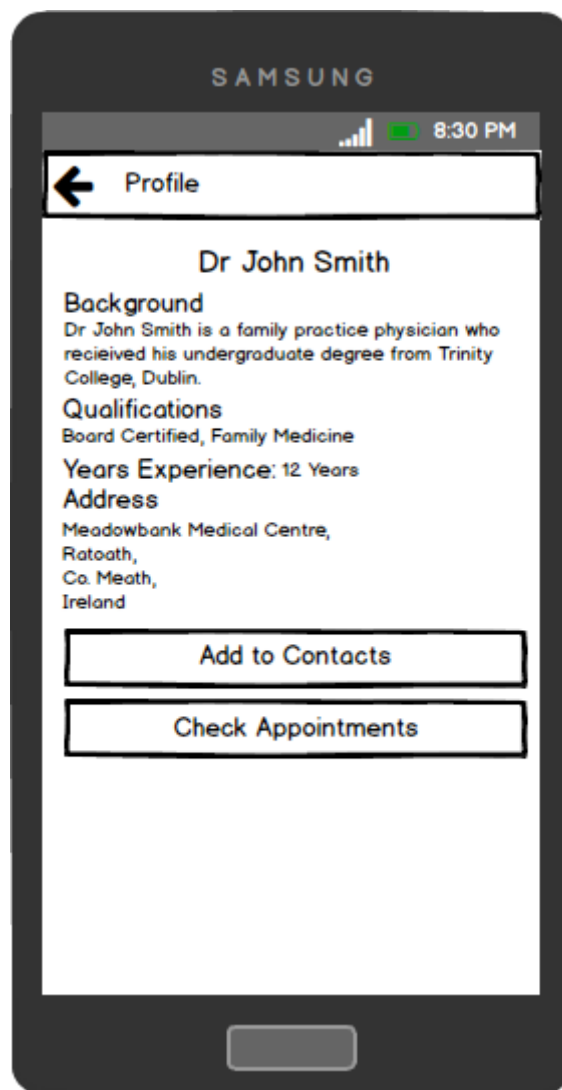 SAMSUNG
8:30 PM
Profile
Dr John Smith
Background
Dr John Smith is a family practice physician who
recieived his undergraduate degree from Trinity
College, Dublin.
Qualifications
Board Certified, Family Medicine
Years Experience: 12 Years
Address
Meadowbank Medical Centre,
Ratoath,
Co. Meath,
Ireland
Add to Contacts
Check Appointments